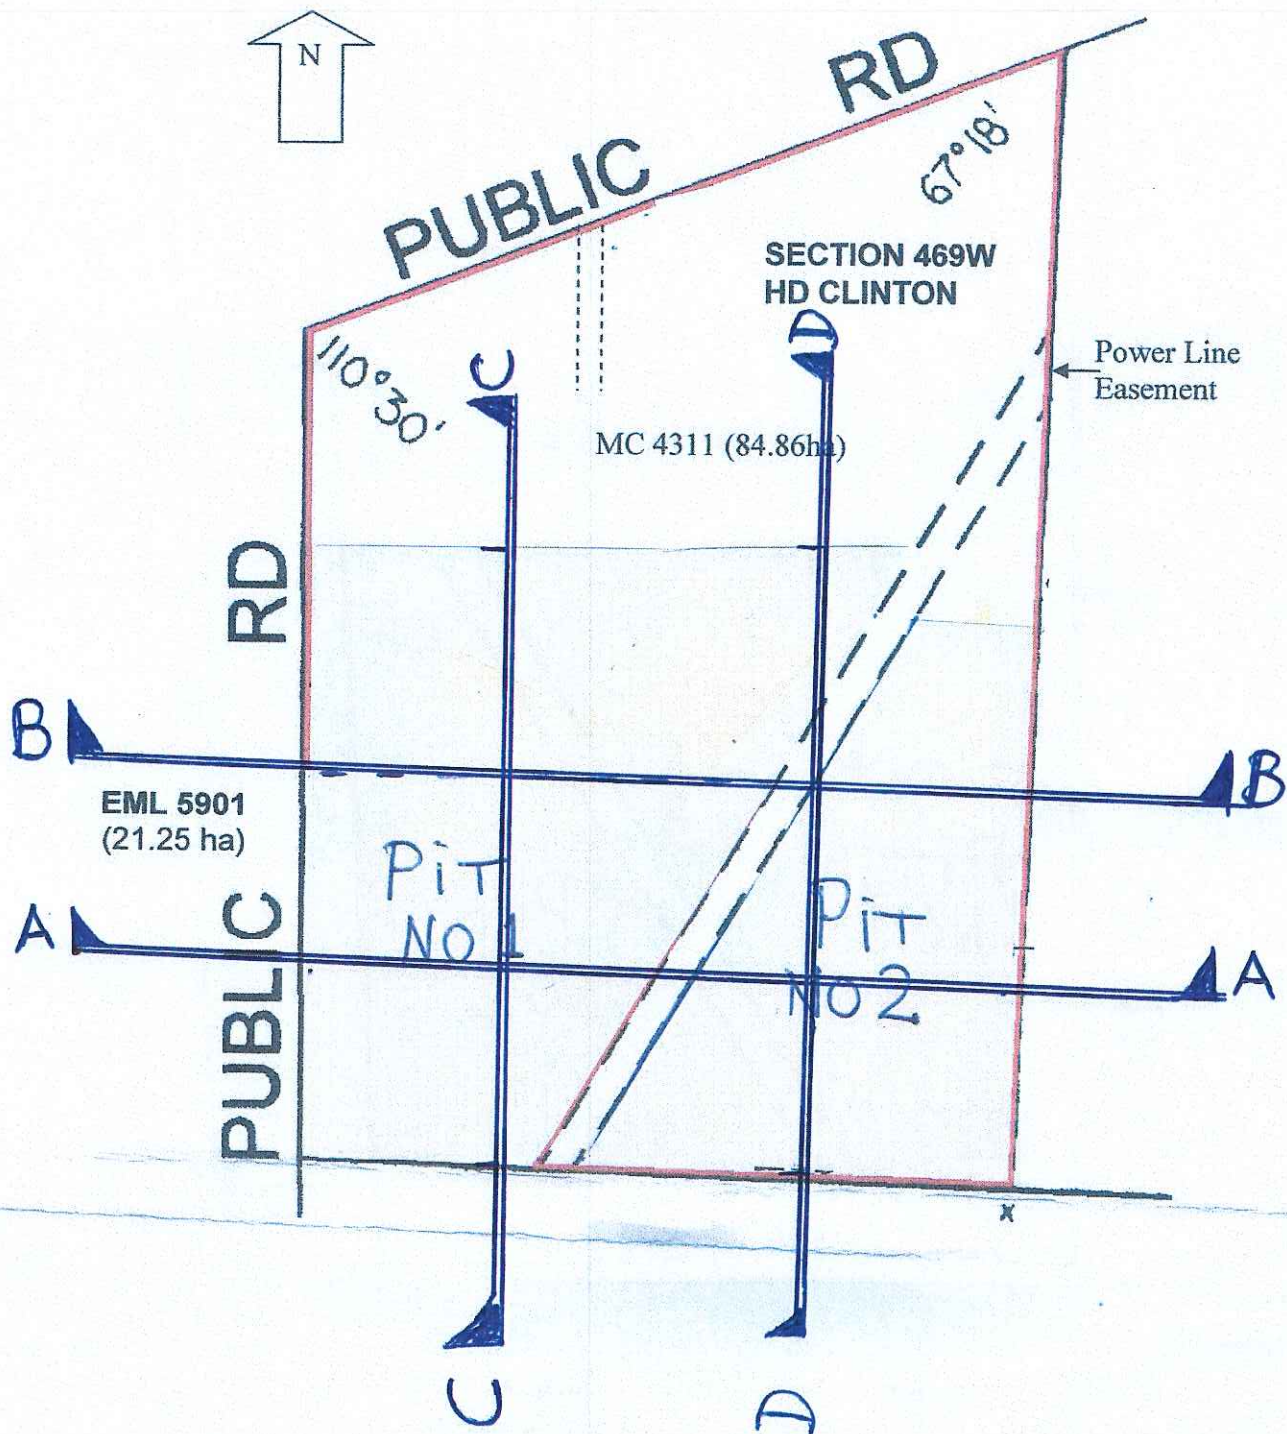 N
PUBLIC RD
67°18'
SECTION 469W
HD CLINTON
D
110°30'
C
Power Line
Easement
MC 4311 (84.86ha)
PUBLIC RD
B
B
EML 5901
(21.25 ha)
PiT
NO 1
PiT
NO 2
A
A
x
C
D